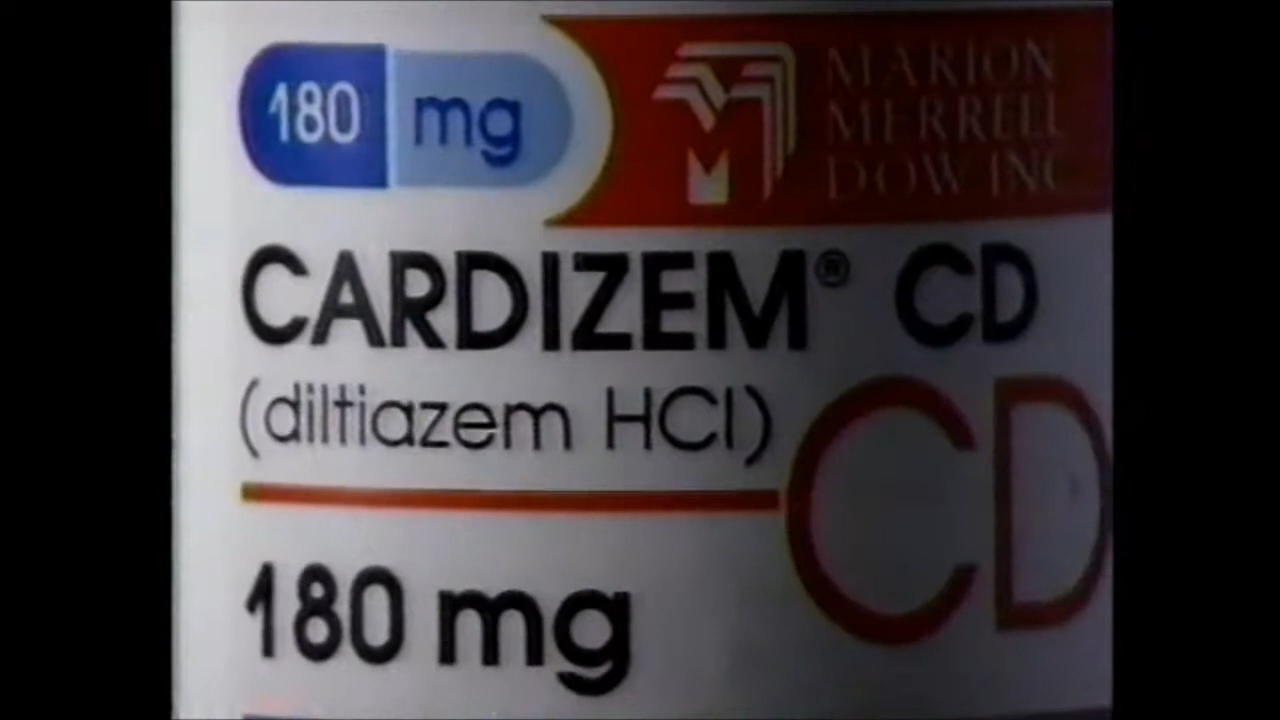 180 mg
MARION
MERRELL
DOW INC
CARDIZEM® CD
(diltiazem HCl)
CD
180 mg